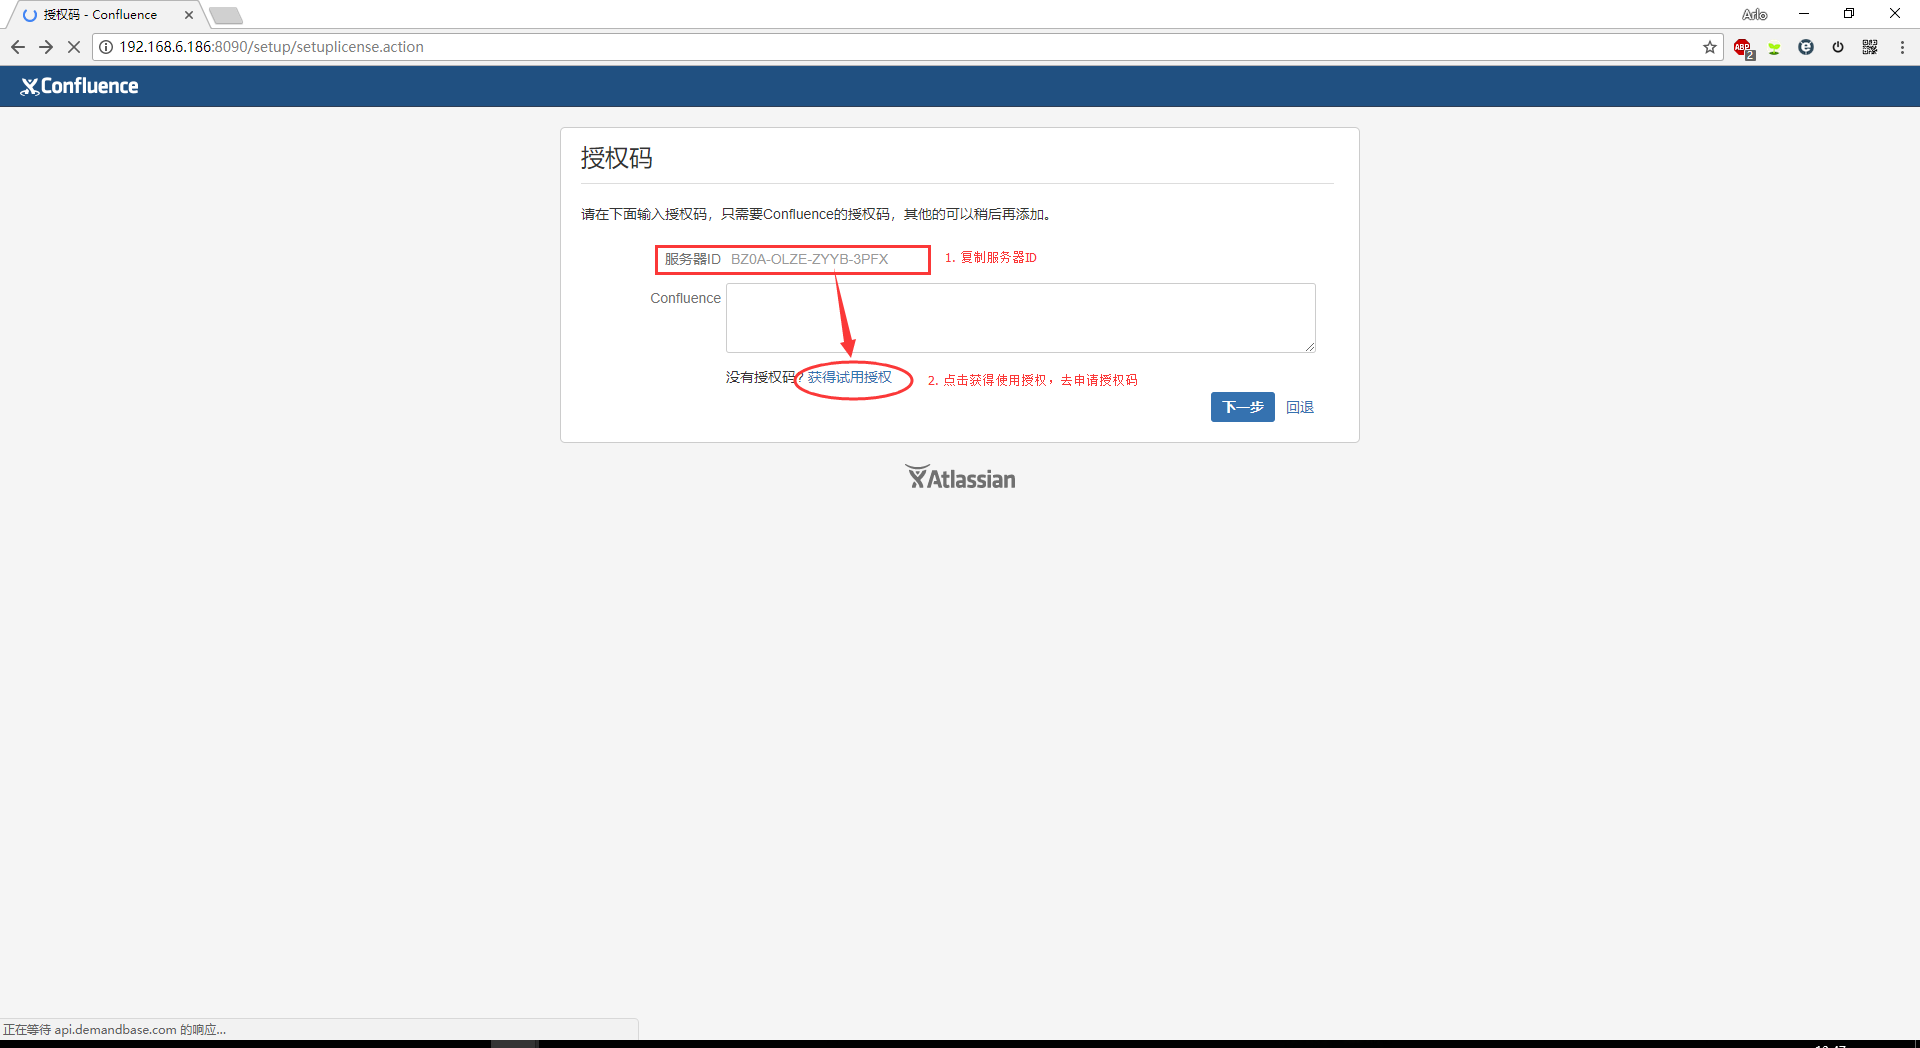 授权码 - Confluence
Arlo
192.168.6.186:8090/setup/setuplicense.action
ABP
2
Confluence
授权码
请在下面输入授权码，只需要Confluence的授权码，其他的可以稍后再添加。
服务器ID BZ0A-OLZE-ZYYB-3PFX
1. 复制服务器ID
Confluence
没有授权码? 获得试用授权
2. 点击获得使用授权，去申请授权码
下一步 回退
Atlassian
正在等待 api.demandbase.com 的响应...